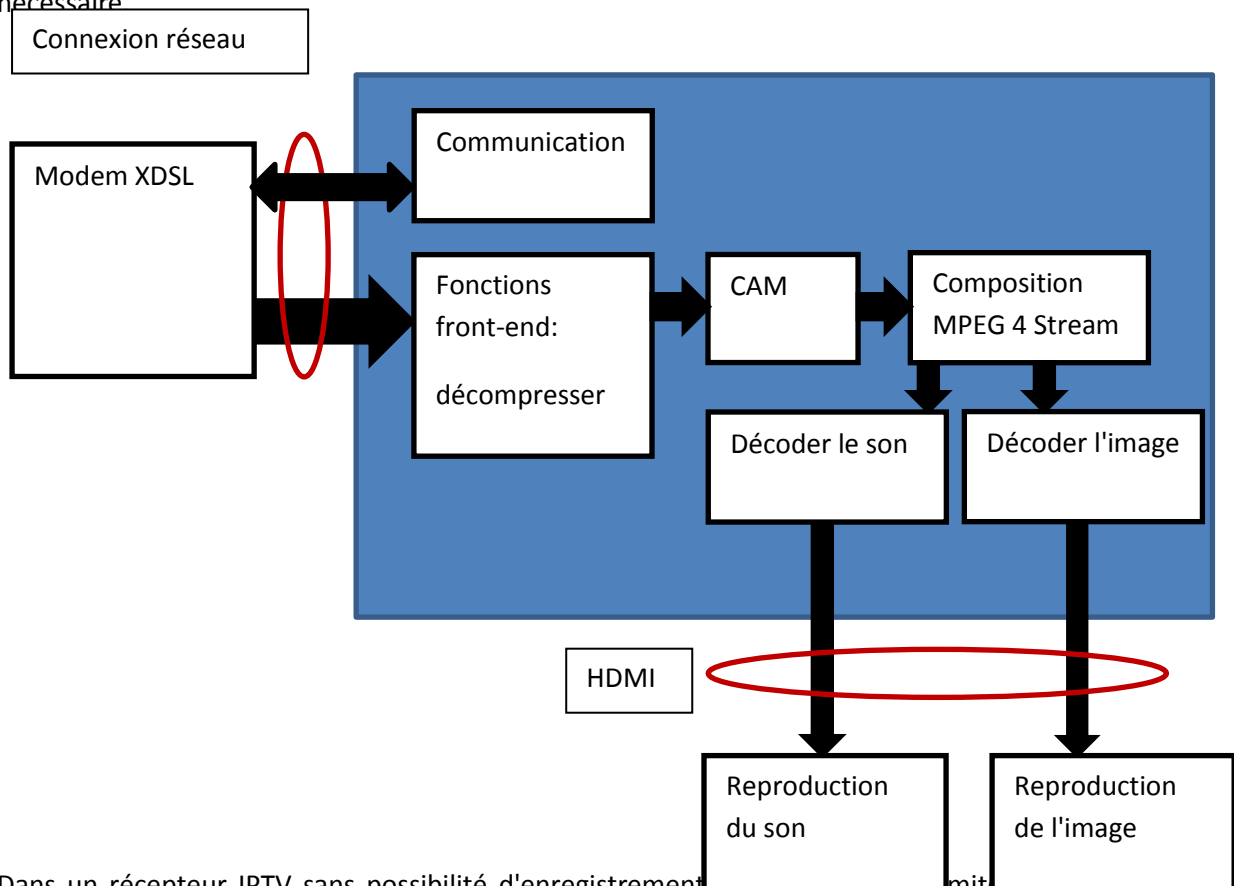 nécessaire
Connexion réseau
Communication
Modem XDSL
Fonctions
front-end:
décompresser
CAM
Composition
MPEG 4 Stream
Décoder le son
Décoder l'image
HDMI
Reproduction
du son
Reproduction
de l'image
Dans un récepteur IPTV sans possibilité d'enregistrement